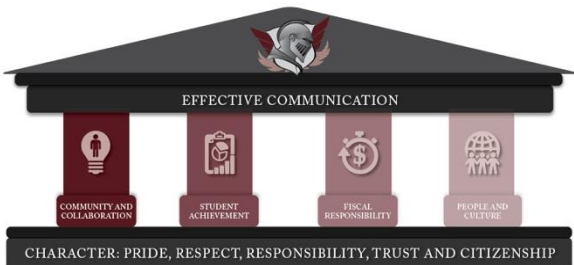 EFFECTIVE COMMUNICATION
COMMUNITY AND
COLLABORATION
STUDENT
ACHIEVEMENT
FISCAL
RESPONSIBILITY
PEOPLE AND
CULTURE
CHARACTER: PRIDE, RESPECT, RESPONSIBILITY, TRUST AND CITIZENSHIP